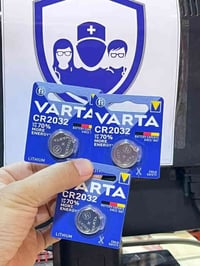 VARTA
CR2032
70%
MORE
ENERGY
LITHIUM
VARTA
CR2032
70%
MORE
ENERGY
VARTA
CR2032
70%
MORE
ENERGY
LITHIUM